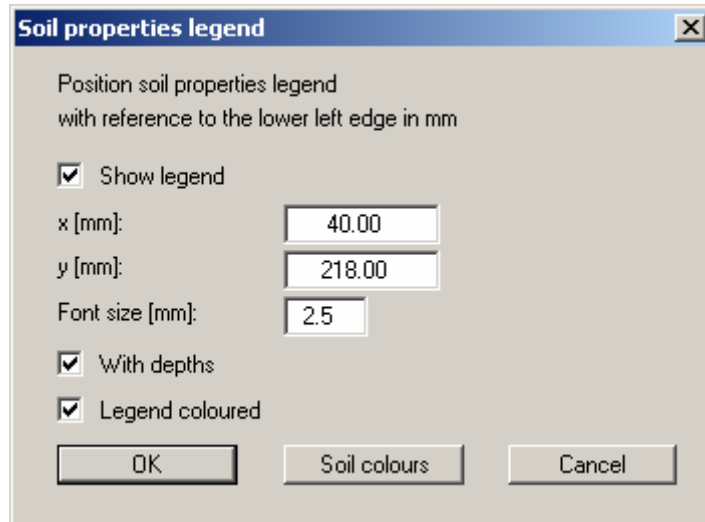 Soil properties legend
Position soil properties legend
with reference to the lower left edge in mm
Show legend
x [mm]: 40.00
y [mm]: 218.00
Font size [mm]: 2.5
With depths
Legend coloured
OK Soil colours Cancel